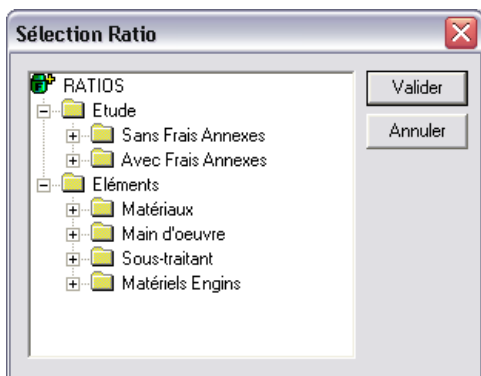 Sélection Ratio
RATIOS
Valider
Etude
Annuler
Sans Frais Annexes
Avec Frais Annexes
Eléments
Matériaux
Main d'oeuvre
Sous-traitant
Matériels Engins